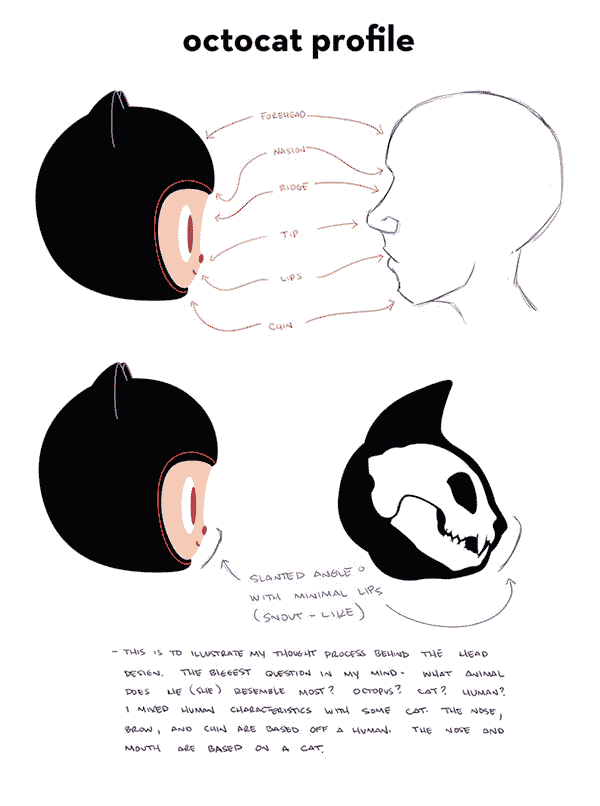 octocat profile
FOREHEAD
NASION
RIDGE
TIP
LIPS
CHIN
SLANTED ANGLE
WITH MINIMAL LIPS
(SNOUT - LIKE)
- THIS IS TO ILLUSTRATE MY THOUGHT PROCESS BEHIND THE HEAD
DESIGN. THE BIGGEST QUESTION IN MY MIND - WHAT ANIMAL
DOES HE (SHE) RESEMBLE MOST? OCTOPUS? CAT? HUMAN?
I MIXED HUMAN CHARACTERISTICS WITH SOME CAT. THE NOSE,
BROW, AND CHIN ARE BASED OFF A HUMAN. THE NOSE AND
MOUTH ARE BASED ON A CAT.